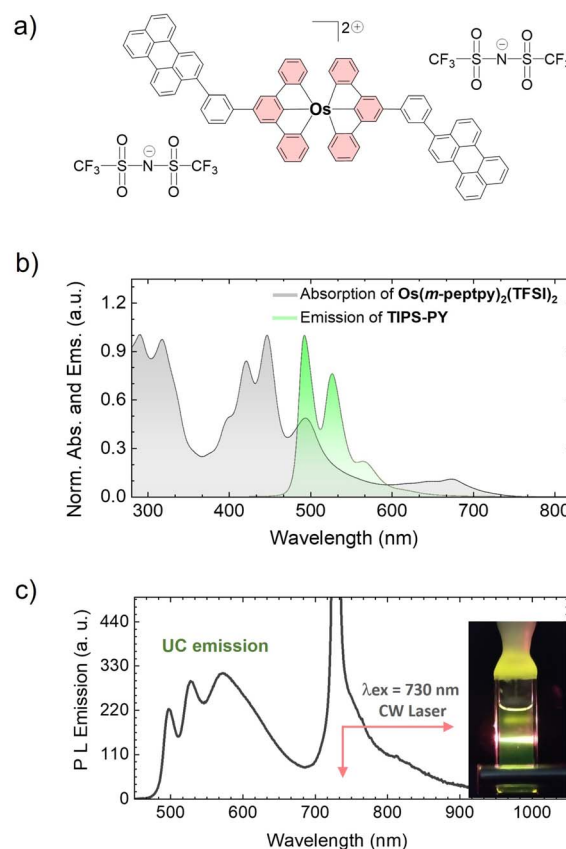 a)
2⊕
O O
CF₃ S N⊖ S CF₃
O O
Os
O O
CF₃ S N⊖ S CF₃
O O
b)
Norm. Abs. and Ems. (a.u.)
1.2
0.9
0.6
0.3
0.0
Absorption of Os(m-peptpy)₂(TFSI)₂
Emission of TIPS-PY
300 400 500 600 700 800
Wavelength (nm)
c)
P L Emission (a. u.)
440
330
220
110
0
UC emission
λex = 730 nm
CW Laser
450 500 600 700 800 900 1000
Wavelength (nm)